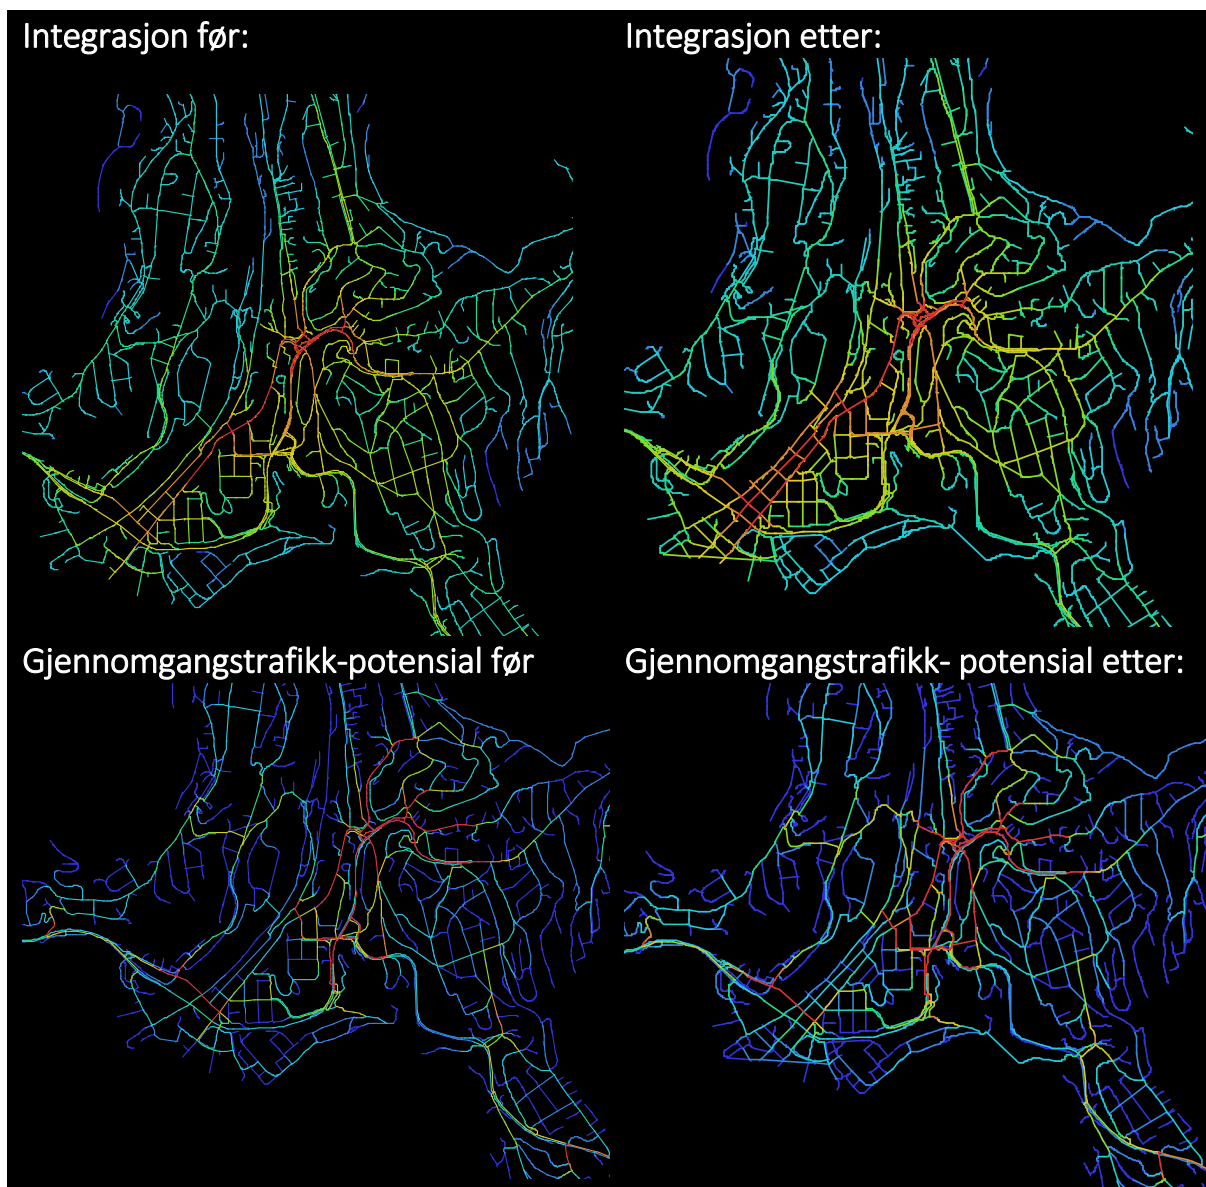 Integrasjon før:
Integrasjon etter:
Gjennomgangstrafikk-potensial før
Gjennomgangstrafikk- potensial etter: